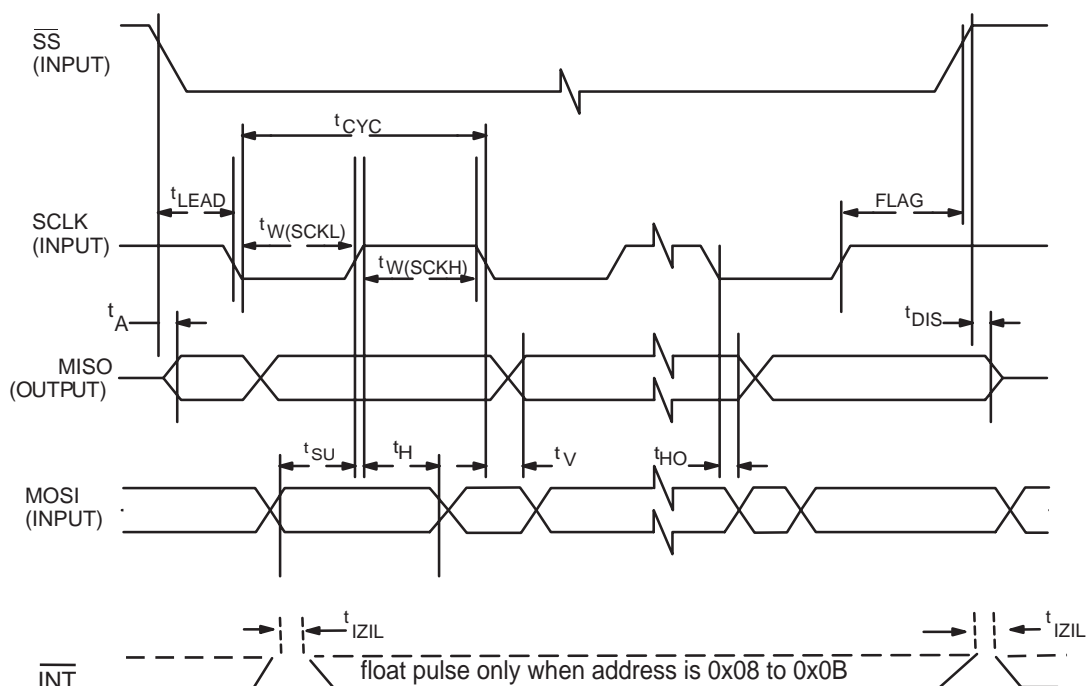 SS
(INPUT)
tCYC
tLEAD
FLAG
SCLK
(INPUT)
tW(SCKL)
tW(SCKH)
tA
tDIS
MISO
(OUTPUT)
tSU
tH
tV
tHO
MOSI
(INPUT)
tIZIL
tIZIL
INT
float pulse only when address is 0x08 to 0x0B